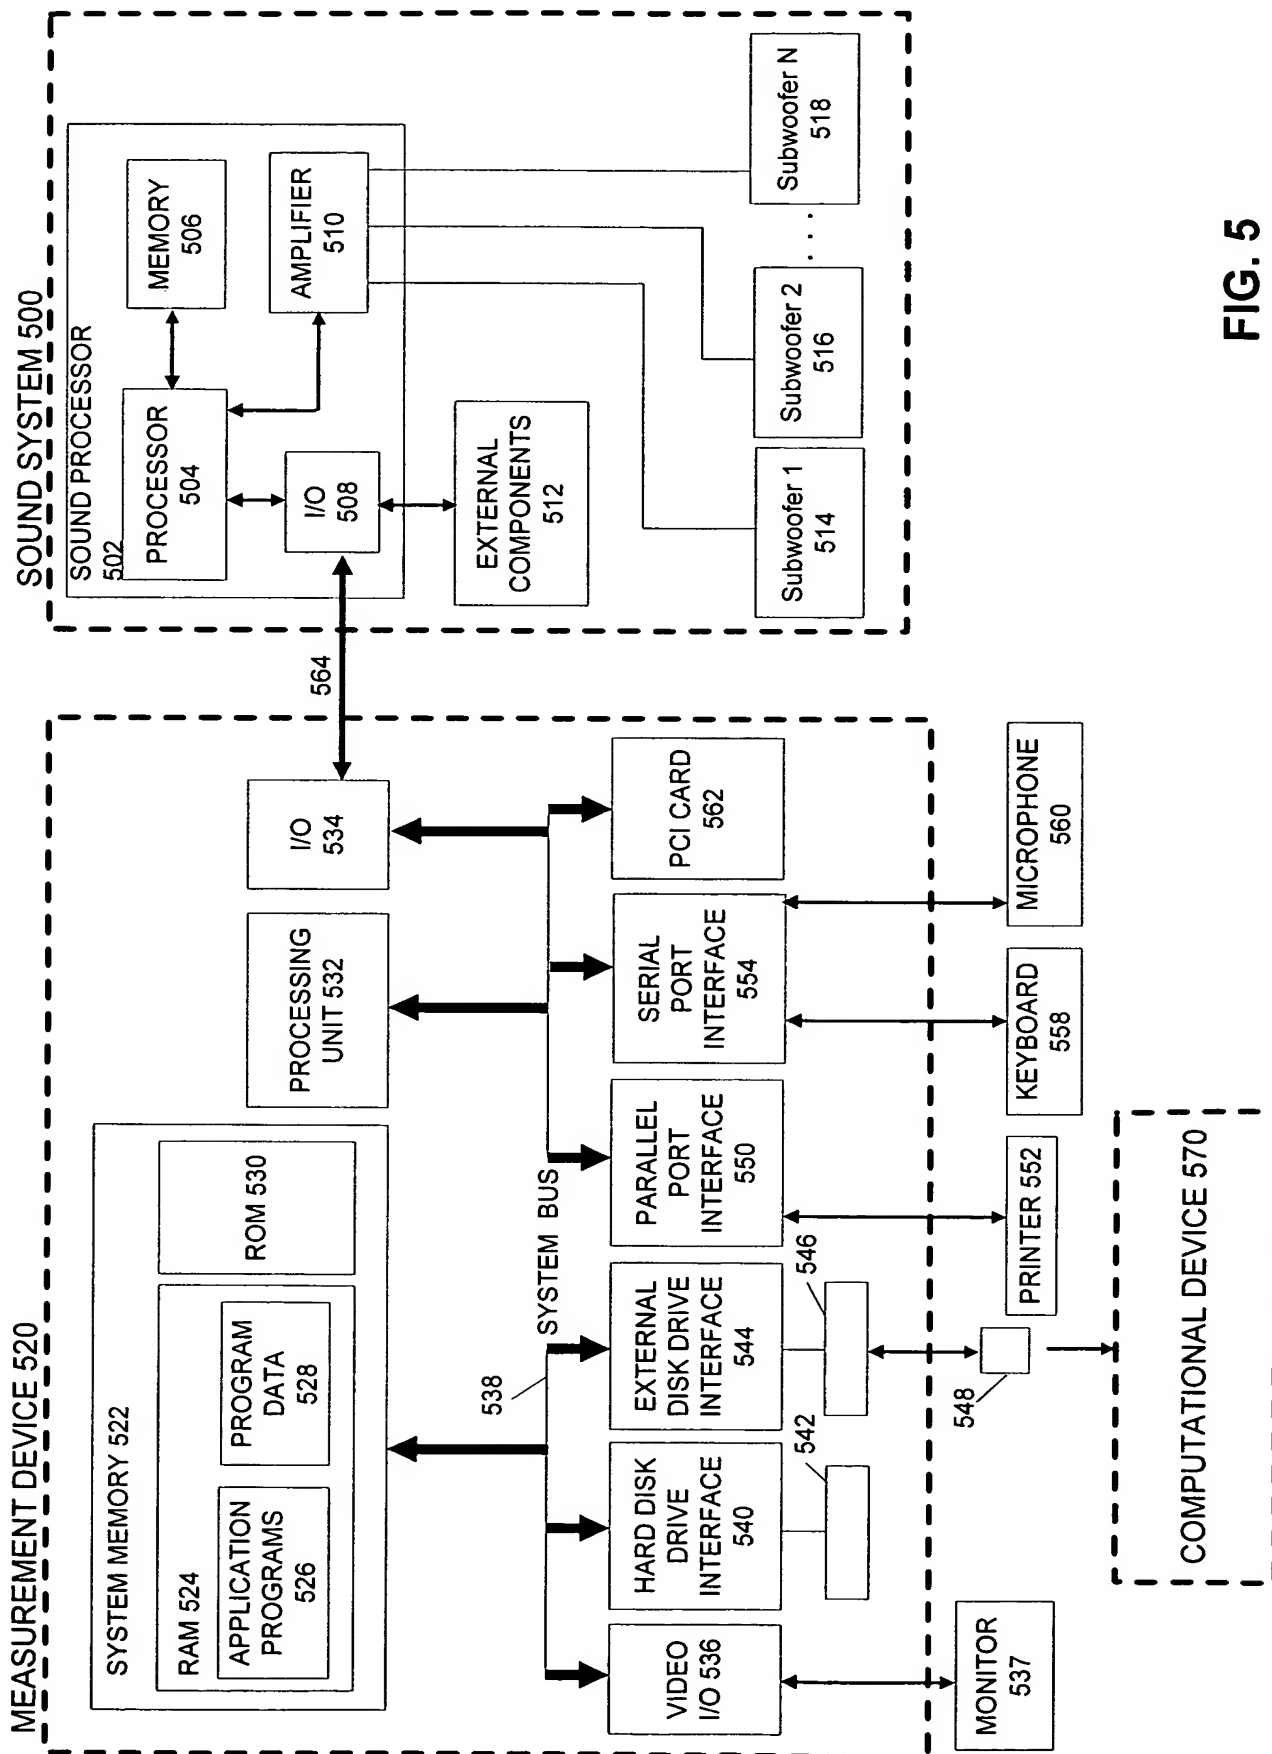 MEASUREMENT DEVICE 520
SYSTEM MEMORY 522
RAM 524
APPLICATION
PROGRAMS
526
PROGRAM
DATA
528
ROM 530
PROCESSING
UNIT 532
I/O
534
538
SYSTEM BUS
VIDEO
I/O 536
HARD DISK
DRIVE
INTERFACE
540
EXTERNAL
DISK DRIVE
INTERFACE
544
PARALLEL
PORT
INTERFACE
550
SERIAL
PORT
INTERFACE
554
PCI CARD
562
542
546
548
MONITOR
537
PRINTER 552
KEYBOARD
558
MICROPHONE
560
COMPUTATIONAL DEVICE 570
564
SOUND SYSTEM 500
SOUND PROCESSOR
502
PROCESSOR
504
MEMORY
506
I/O
508
AMPLIFIER
510
EXTERNAL
COMPONENTS
512
Subwoofer 1
514
Subwoofer 2
516
. . . .
Subwoofer N
518
FIG. 5